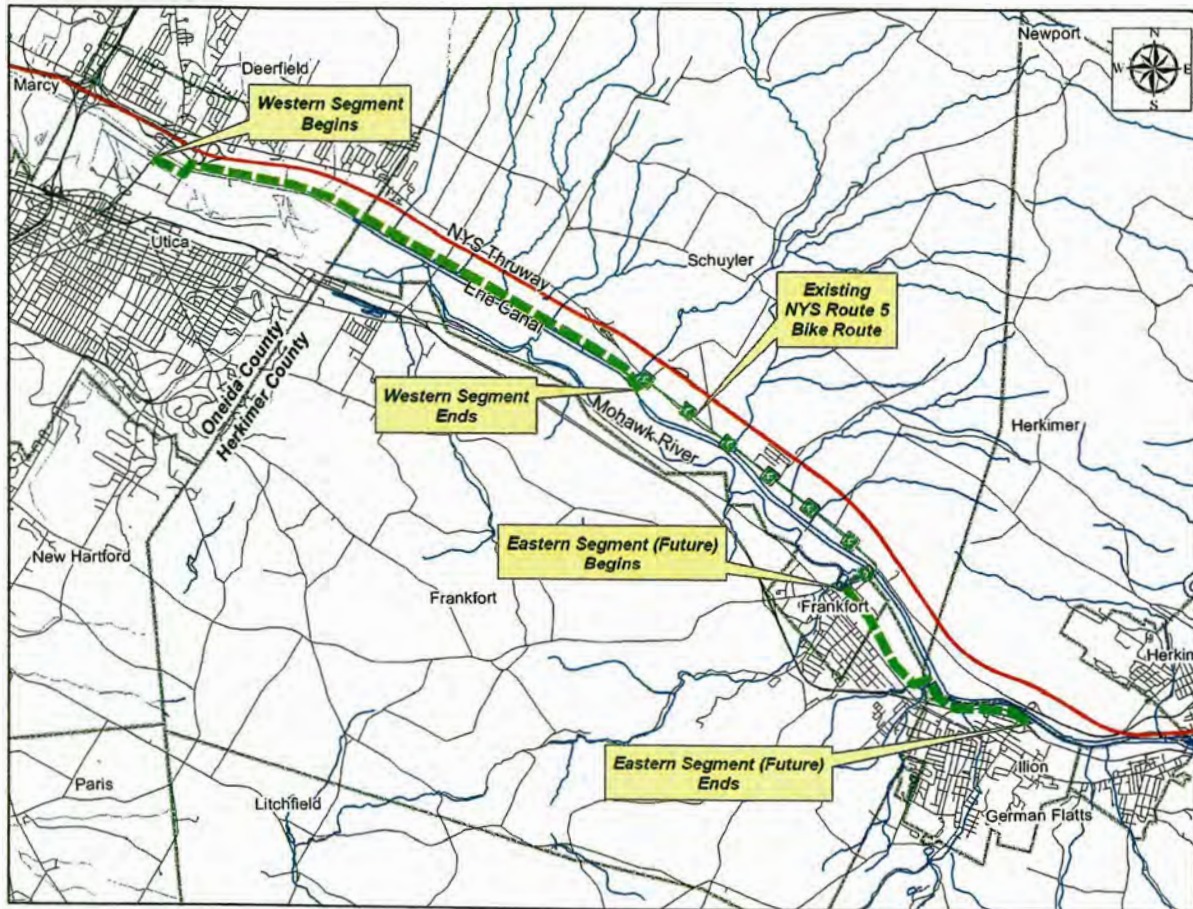 Newport
N
W E
S
Deerfield
Marcy
Western Segment
Begins
Utica
NYS Thruway
Erie Canal
Schuyler
Existing
NYS Route 5
Bike Route
Oneida County
Herkimer County
Western Segment
Ends
Mohawk River
Herkimer
New Hartford
Eastern Segment (Future)
Begins
Frankfort
Frankfort
Herkim
Eastern Segment (Future)
Ends
Ilion
Paris
Litchfield
German Flatts